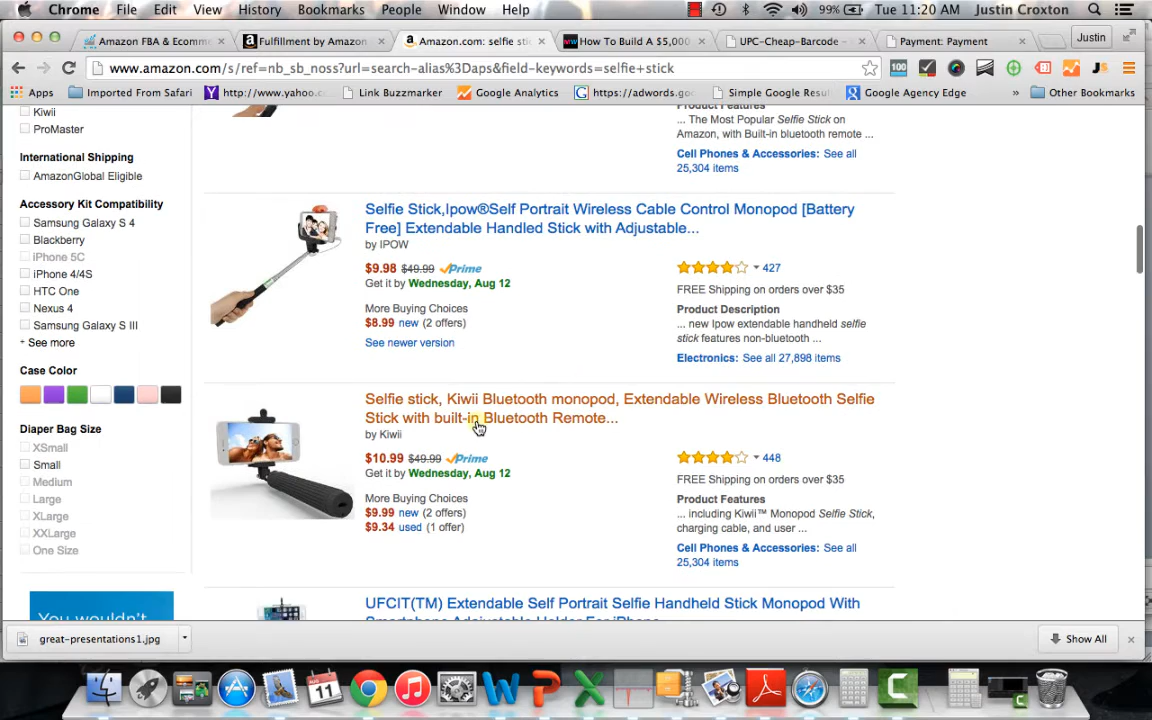 Chrome File Edit View History Bookmarks People Window Help 99% Tue 11:20 AM Justin Croxton
Amazon FBA & Ecomm
Fulfillment by Amazon
Amazon.com: selfie sti
How To Build A $5,000
UPC-Cheap-Barcode -
Payment: Payment
Justin
www.amazon.com/s/ref=nb_sb_noss?url=search-alias%3Daps&field-keywords=selfie+stick
100
Apps Imported From Safari http://www.yahoo.c Link Buzzmarker Google Analytics https://adwords.go Simple Google Resu Google Agency Edge » Other Bookmarks
Kiwii
ProMaster
International Shipping
AmazonGlobal Eligible
Accessory Kit Compatibility
Samsung Galaxy S 4
Blackberry
iPhone 5C
iPhone 4/4S
HTC One
Nexus 4
Samsung Galaxy S III
+ See more
Case Color
Diaper Bag Size
XSmall
Small
Medium
Large
XLarge
XXLarge
One Size
You wouldn't
Product Features
... The Most Popular Selfie Stick on
Amazon, with Built-in bluetooth remote ...
Cell Phones & Accessories: See all
25,304 items
Selfie Stick,Ipow®Self Portrait Wireless Cable Control Monopod [Battery
Free] Extendable Handled Stick with Adjustable...
by IPOW
$9.98 $49.99 Prime
Get it by Wednesday, Aug 12
More Buying Choices
$8.99 new (2 offers)
See newer version
427
FREE Shipping on orders over $35
Product Description
... new Ipow extendable handheld selfie
stick features non-bluetooth ...
Electronics: See all 27,898 items
Selfie stick, Kiwii Bluetooth monopod, Extendable Wireless Bluetooth Selfie
Stick with built-in Bluetooth Remote...
by Kiwii
$10.99 $49.99 Prime
Get it by Wednesday, Aug 12
More Buying Choices
$9.99 new (2 offers)
$9.34 used (1 offer)
448
FREE Shipping on orders over $35
Product Features
... including Kiwii™ Monopod Selfie Stick,
charging cable, and user ...
Cell Phones & Accessories: See all
25,304 items
UFCIT(TM) Extendable Self Portrait Selfie Handheld Stick Monopod With
great-presentations1.jpg
Show All
11